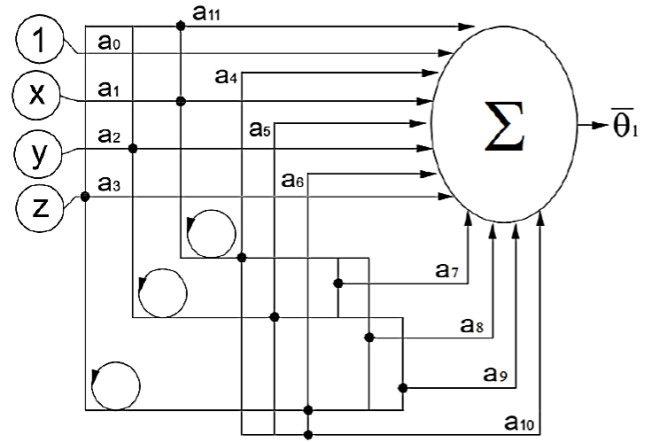 a₁₁
1 a₀
a₄
x a₁
a₅ Σ θ̅₁
y a₂
a₆
z a₃
a₇
a₈
a₉
a₁₀